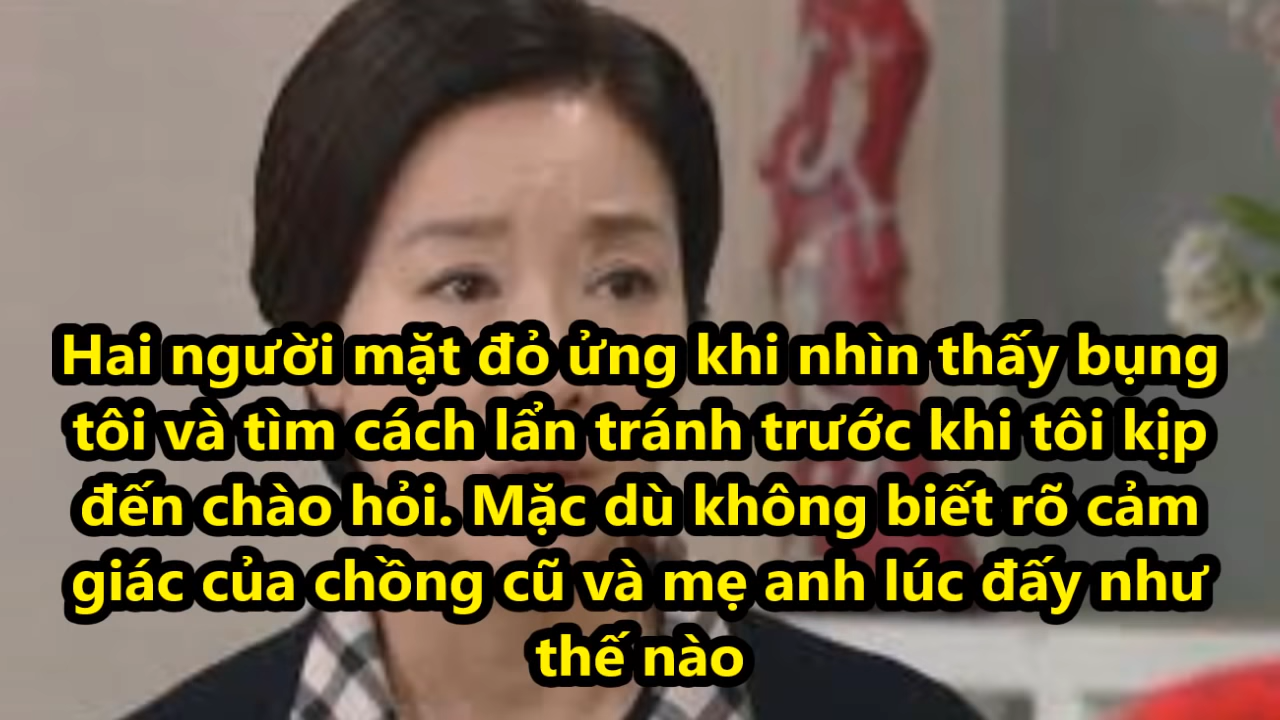 Hai người mặt đỏ ửng khi nhìn thấy bụng
tôi và tìm cách lẩn tránh trước khi tôi kịp
đến chào hỏi. Mặc dù không biết rõ cảm
giác của chồng cũ và mẹ anh lúc đấy như
thế nào